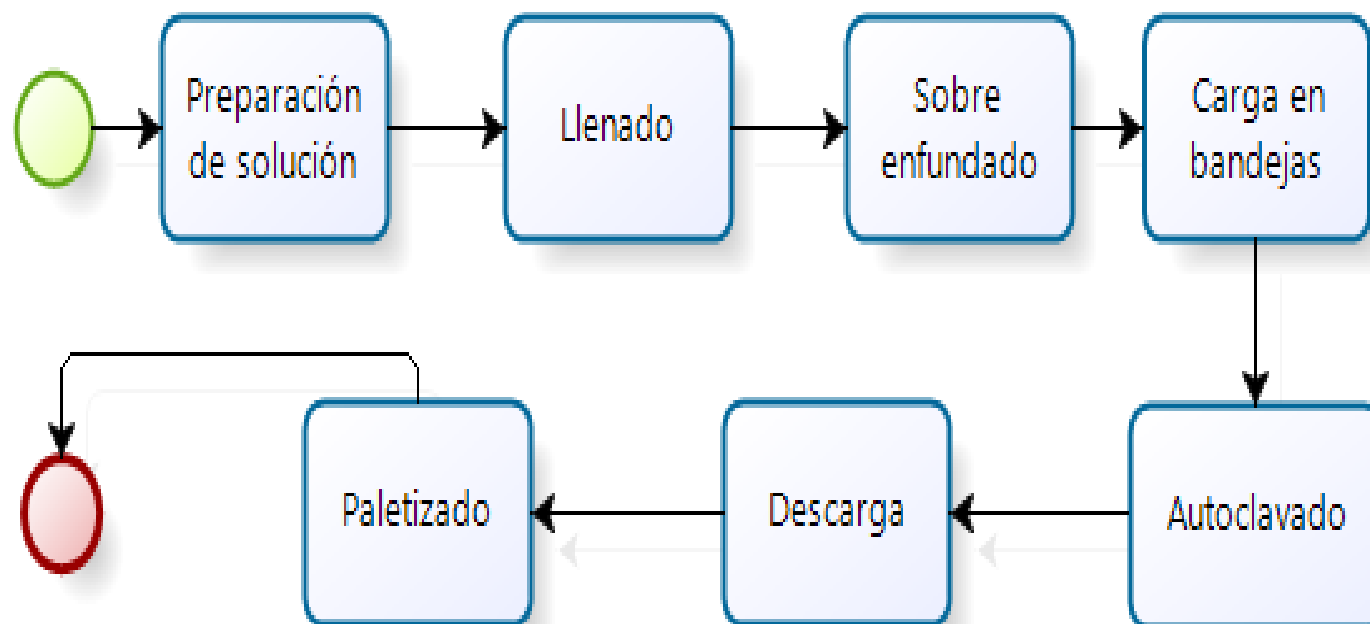 Preparación
de solución
Llenado
Sobre
enfundado
Carga en
bandejas
Autoclavado
Descarga
Paletizado